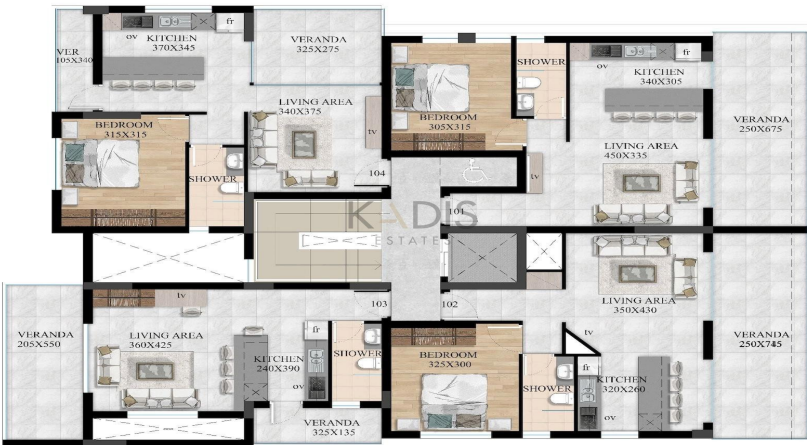 ov
KITCHEN
370X345
fr
VER
105X340
VERANDA
325X275
BEDROOM
315X315
SHOWER
LIVING AREA
340X375
tv
104
BEDROOM
305X315
SHOWER
ov
fr
KITCHEN
340X305
LIVING AREA
450X335
tv
VERANDA
250X675
101
KADIS
ESTATES
103
102
VERANDA
205X550
tv
LIVING AREA
360X425
KITCHEN
240X390
fr
ov
SHOWER
VERANDA
325X135
BEDROOM
325X300
SHOWER
LIVING AREA
350X430
tv
fr
KITCHEN
320X260
ov
VERANDA
250X745